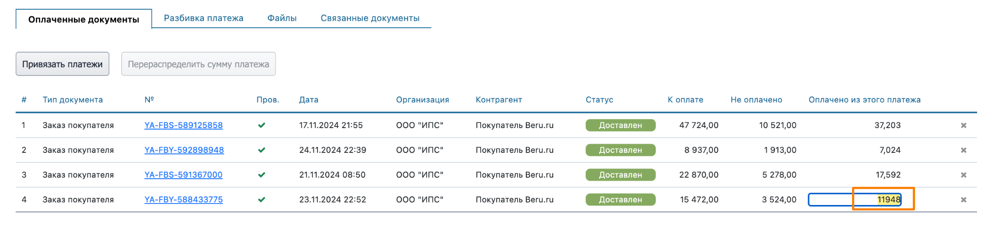 Оплаченные документы Разбивка платежа Файлы Связанные документы
Привязать платежи Перераспределить сумму платежа
# Тип документа № Пров. Дата Организация Контрагент Статус К оплате Не оплачено Оплачено из этого платежа
1 Заказ покупателя YA-FBS-589125858 ✔ 17.11.2024 21:55 ООО "ИПС" Покупатель Beru.ru Доставлен 47 724,00 10 521,00 37,203 ✖
2 Заказ покупателя YA-FBY-592898948 ✔ 24.11.2024 22:39 ООО "ИПС" Покупатель Beru.ru Доставлен 8 937,00 1 913,00 7,024 ✖
3 Заказ покупателя YA-FBS-591367000 ✔ 21.11.2024 08:50 ООО "ИПС" Покупатель Beru.ru Доставлен 22 870,00 5 278,00 17,592 ✖
4 Заказ покупателя YA-FBY-588433775 ✔ 23.11.2024 22:52 ООО "ИПС" Покупатель Beru.ru Доставлен 15 472,00 3 524,00 11948 ✖